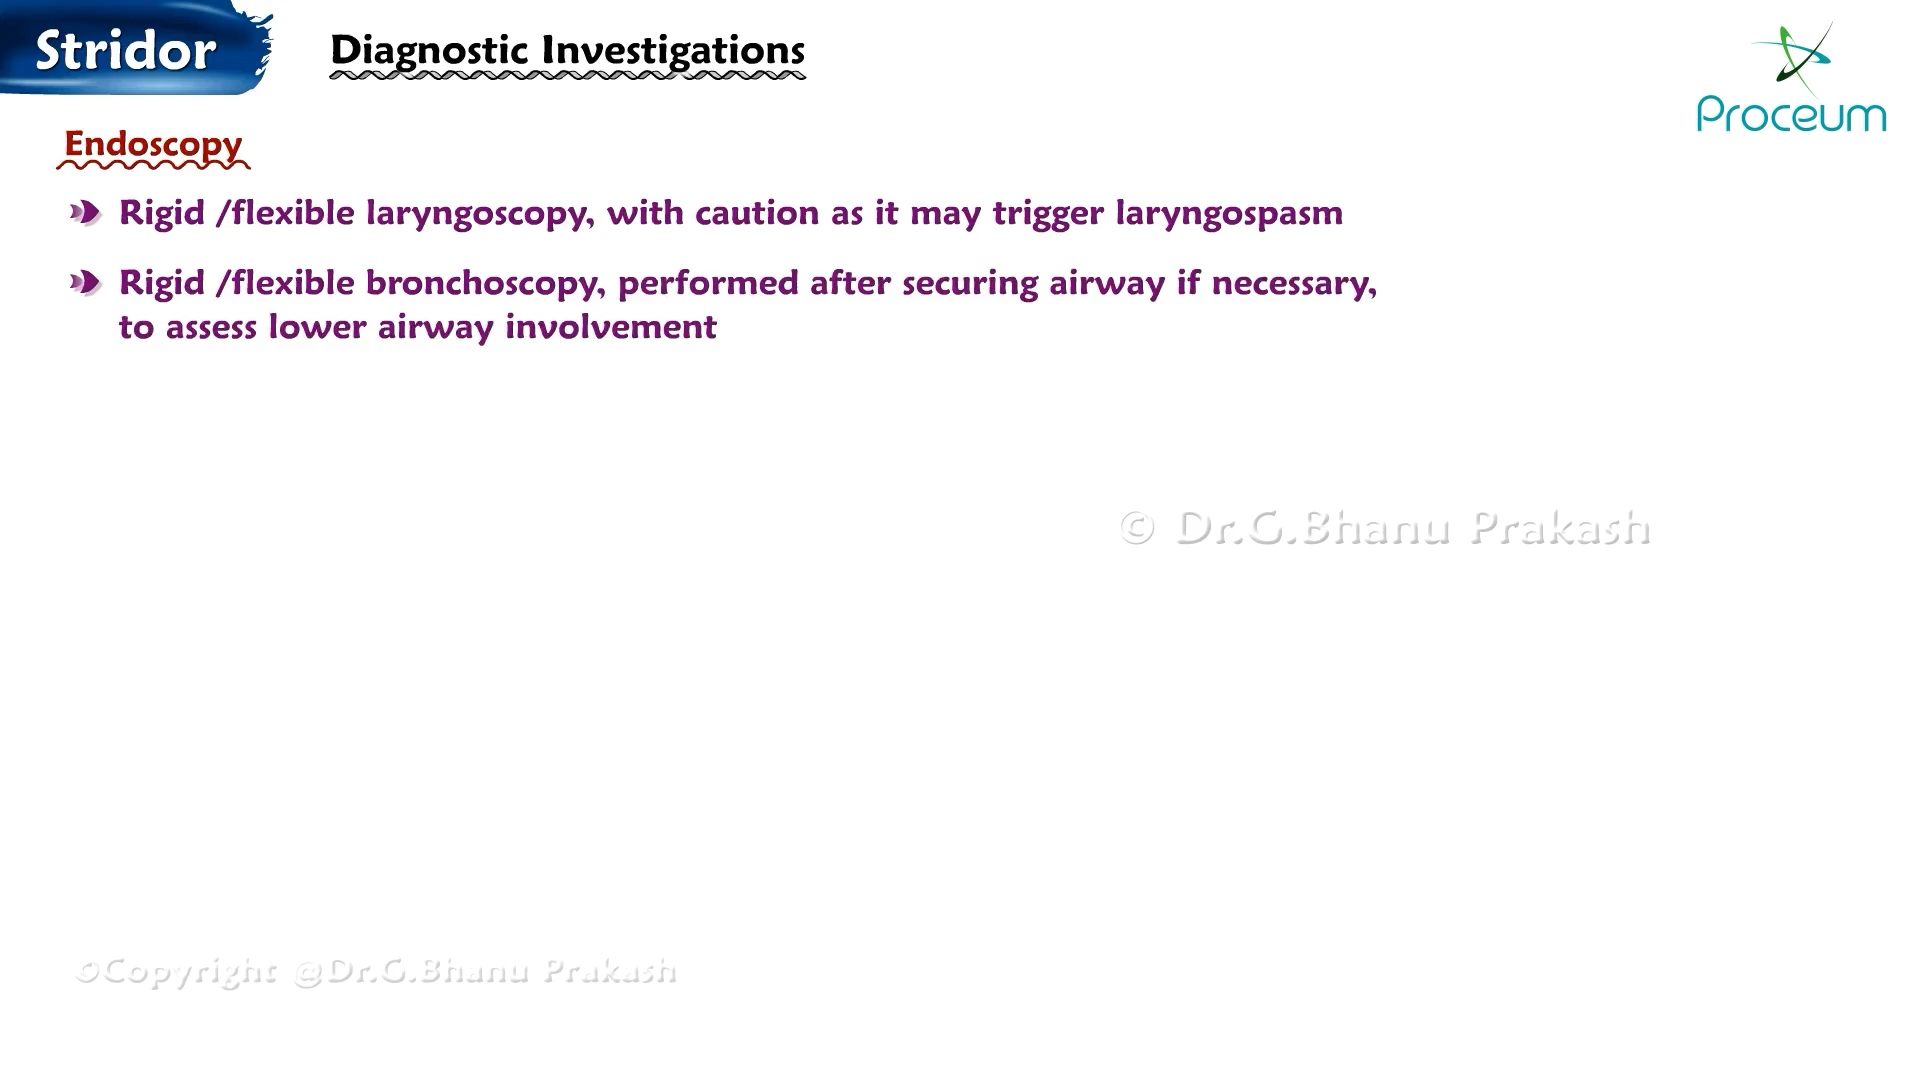 Stridor
Diagnostic Investigations
Proceum
Endoscopy
Rigid /flexible laryngoscopy, with caution as it may trigger laryngospasm
Rigid /flexible bronchoscopy, performed after securing airway if necessary,
to assess lower airway involvement
© Dr.G.Bhanu Prakash
©Copyright @Dr.G.Bhanu Prakash